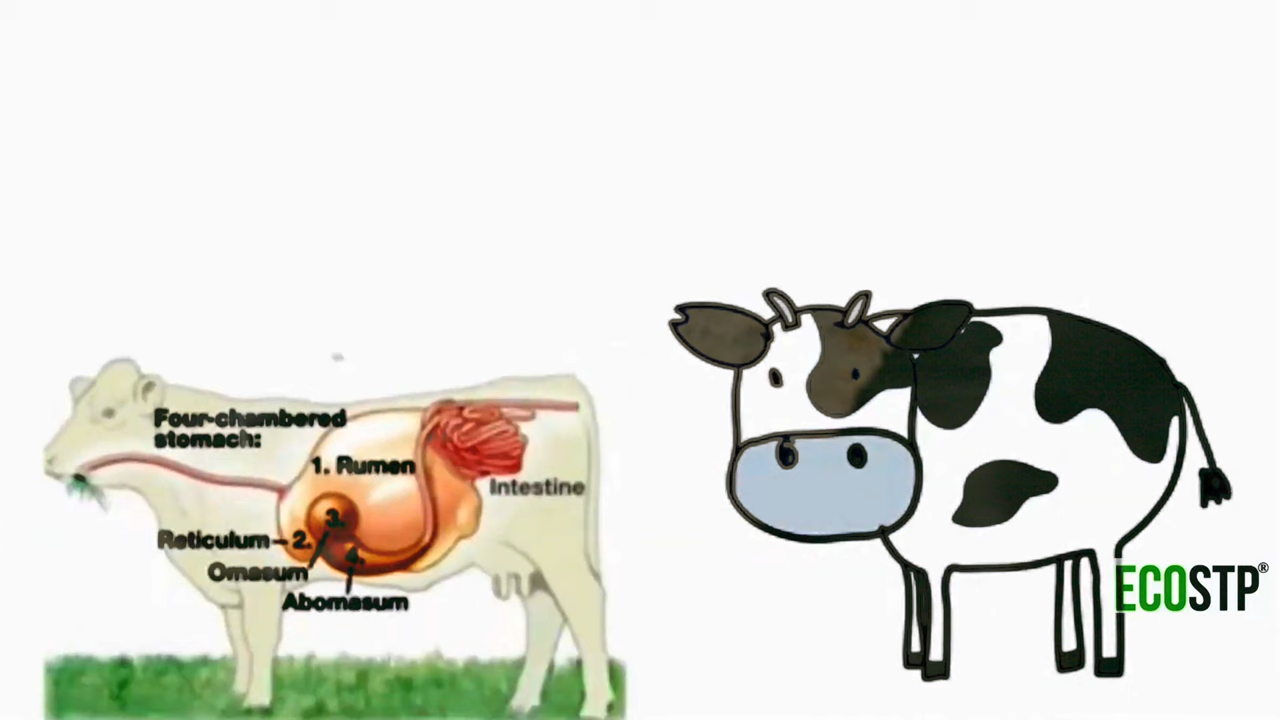 Four-chambered
stomach:
1. Rumen
Intestine
3.
Reticulum – 2.
4.
Omasum
Abomasum
ECOSTP®